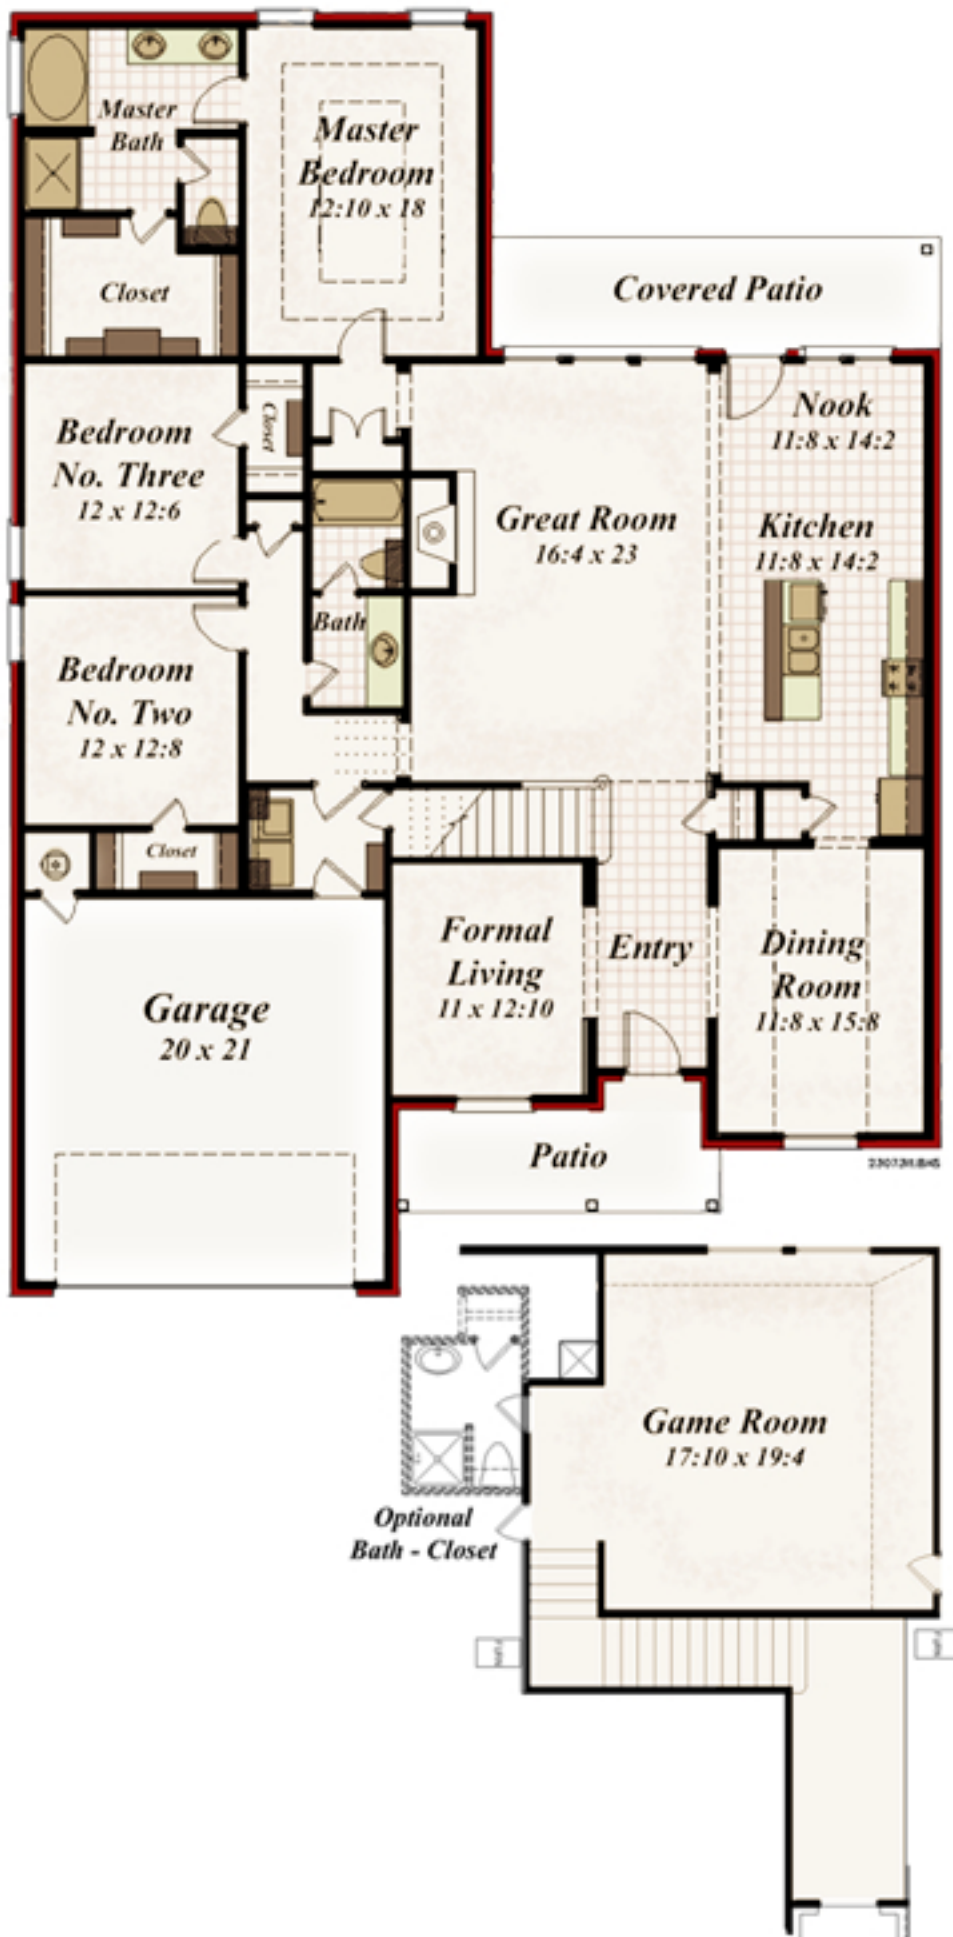 Master
Bath
Master
Bedroom
12:10 x 18
Closet
Covered Patio
Bedroom
No. Three
12 x 12:6
Closet
Nook
11:8 x 14:2
Great Room
16:4 x 23
Kitchen
11:8 x 14:2
Bath
Bedroom
No. Two
12 x 12:8
Closet
Formal
Living
11 x 12:10
Entry
Dining
Room
11:8 x 15:8
Garage
20 x 21
Patio
Game Room
17:10 x 19:4
Optional
Bath - Closet